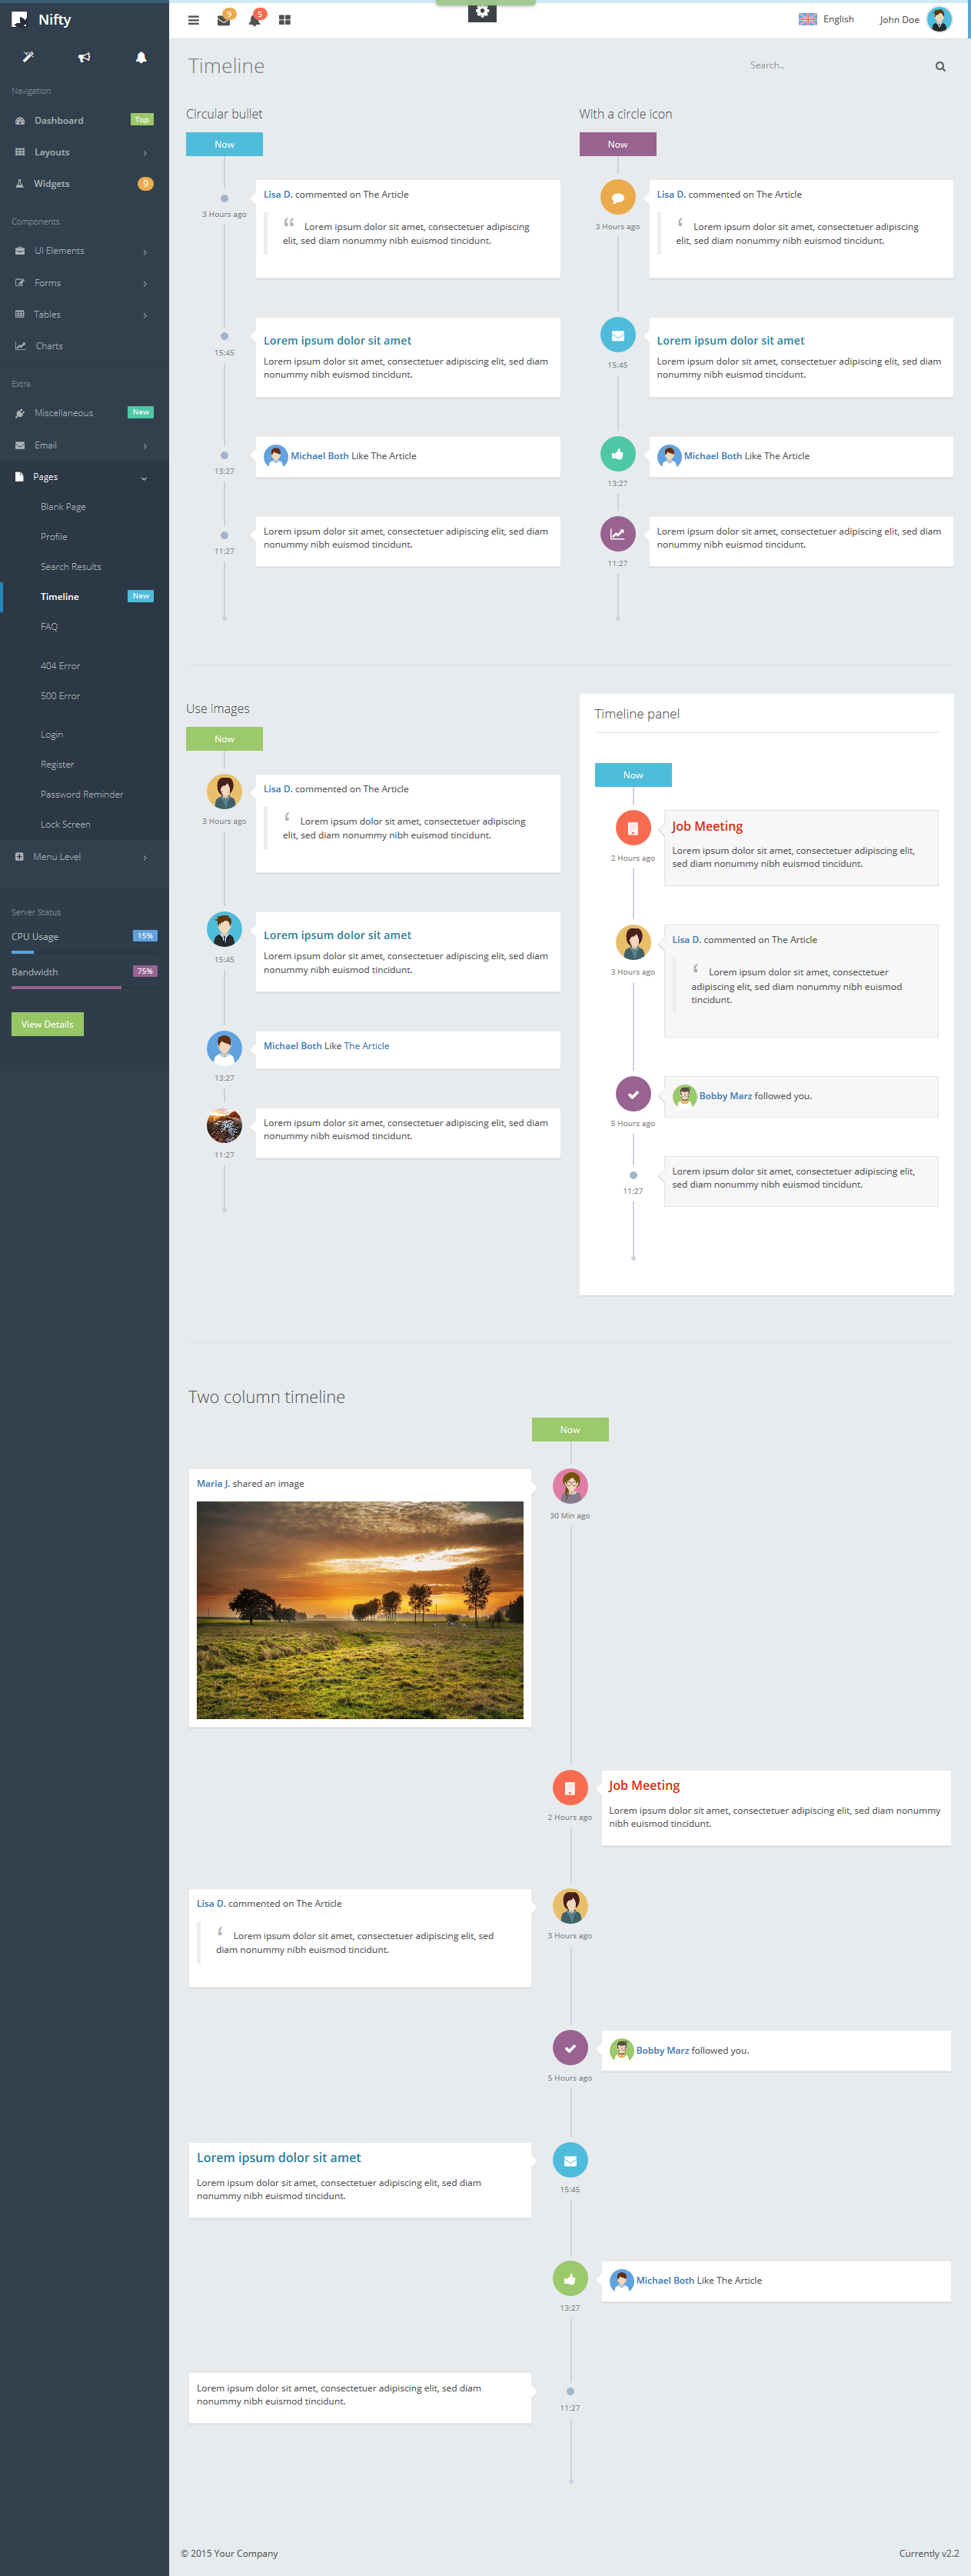 Nifty
9
5
English
John Doe
Navigation
Dashboard
Top
Layouts
Widgets
9
Components
UI Elements
Forms
Tables
Charts
Extra
Miscellaneous
New
Email
Pages
Blank Page
Profile
Search Results
Timeline
New
FAQ
404 Error
500 Error
Login
Register
Password Reminder
Lock Screen
Menu Level
Server Status
CPU Usage
15%
Bandwidth
75%
View Details
Timeline
Search..
Circular bullet
Now
3 Hours ago
Lisa D. commented on The Article
“ Lorem ipsum dolor sit amet, consectetuer adipiscing
elit, sed diam nonummy nibh euismod tincidunt.
15:45
Lorem ipsum dolor sit amet
Lorem ipsum dolor sit amet, consectetuer adipiscing elit, sed diam
nonummy nibh euismod tincidunt.
13:27
Michael Both Like The Article
11:27
Lorem ipsum dolor sit amet, consectetuer adipiscing elit, sed diam
nonummy nibh euismod tincidunt.
With a circle icon
Now
3 Hours ago
Lisa D. commented on The Article
‘ Lorem ipsum dolor sit amet, consectetuer adipiscing
elit, sed diam nonummy nibh euismod tincidunt.
15:45
Lorem ipsum dolor sit amet
Lorem ipsum dolor sit amet, consectetuer adipiscing elit, sed diam
nonummy nibh euismod tincidunt.
13:27
Michael Both Like The Article
11:27
Lorem ipsum dolor sit amet, consectetuer adipiscing elit, sed diam
nonummy nibh euismod tincidunt.
Use images
Now
3 Hours ago
Lisa D. commented on The Article
‘ Lorem ipsum dolor sit amet, consectetuer adipiscing
elit, sed diam nonummy nibh euismod tincidunt.
15:45
Lorem ipsum dolor sit amet
Lorem ipsum dolor sit amet, consectetuer adipiscing elit, sed diam
nonummy nibh euismod tincidunt.
13:27
Michael Both Like The Article
11:27
Lorem ipsum dolor sit amet, consectetuer adipiscing elit, sed diam
nonummy nibh euismod tincidunt.
Timeline panel
Now
2 Hours ago
Job Meeting
Lorem ipsum dolor sit amet, consectetuer adipiscing elit,
sed diam nonummy nibh euismod tincidunt.
3 Hours ago
Lisa D. commented on The Article
‘ Lorem ipsum dolor sit amet, consectetuer
adipiscing elit, sed diam nonummy nibh euismod
tincidunt.
5 Hours ago
Bobby Marz followed you.
11:27
Lorem ipsum dolor sit amet, consectetuer adipiscing elit,
sed diam nonummy nibh euismod tincidunt.
Two column timeline
Now
Maria J. shared an image
30 Min ago
2 Hours ago
Job Meeting
Lorem ipsum dolor sit amet, consectetuer adipiscing elit, sed diam nonummy
nibh euismod tincidunt.
Lisa D. commented on The Article
‘ Lorem ipsum dolor sit amet, consectetuer adipiscing elit, sed
diam nonummy nibh euismod tincidunt.
3 Hours ago
5 Hours ago
Bobby Marz followed you.
Lorem ipsum dolor sit amet
Lorem ipsum dolor sit amet, consectetuer adipiscing elit, sed diam
nonummy nibh euismod tincidunt.
15:45
13:27
Michael Both Like The Article
Lorem ipsum dolor sit amet, consectetuer adipiscing elit, sed diam
nonummy nibh euismod tincidunt.
11:27
© 2015 Your Company
Currently v2.2